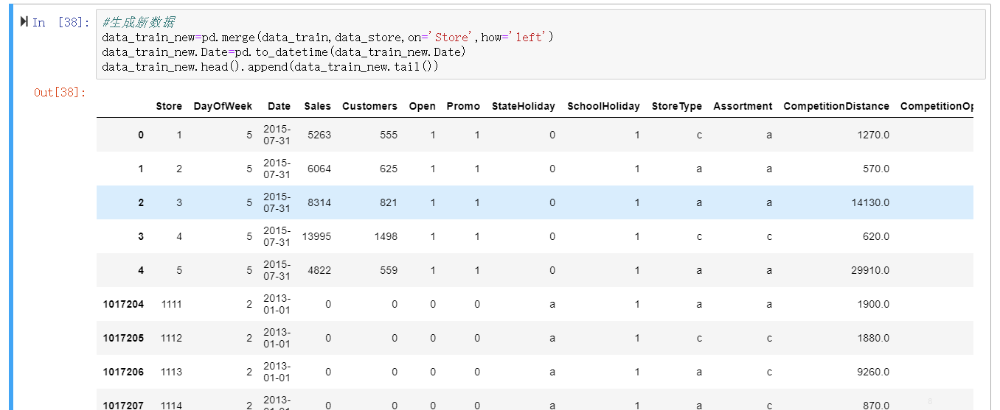 In [38]:
#生成新数据
data_train_new=pd.merge(data_train,data_store,on='Store',how='left')
data_train_new.Date=pd.to_datetime(data_train_new.Date)
data_train_new.head().append(data_train_new.tail())
Out[38]:
Store DayOfWeek Date Sales Customers Open Promo StateHoliday SchoolHoliday StoreType Assortment CompetitionDistance CompetitionOp
0 1 5 2015-07-31 5263 555 1 1 0 1 c a 1270.0
1 2 5 2015-07-31 6064 625 1 1 0 1 a a 570.0
2 3 5 2015-07-31 8314 821 1 1 0 1 a a 14130.0
3 4 5 2015-07-31 13995 1498 1 1 0 1 c c 620.0
4 5 5 2015-07-31 4822 559 1 1 0 1 a a 29910.0
1017204 1111 2 2013-01-01 0 0 0 0 a 1 a a 1900.0
1017205 1112 2 2013-01-01 0 0 0 0 a 1 c c 1880.0
1017206 1113 2 2013-01-01 0 0 0 0 a 1 a c 9260.0
1017207 1114 2 2013-01-01 0 0 0 0 a 1 a c 870.0